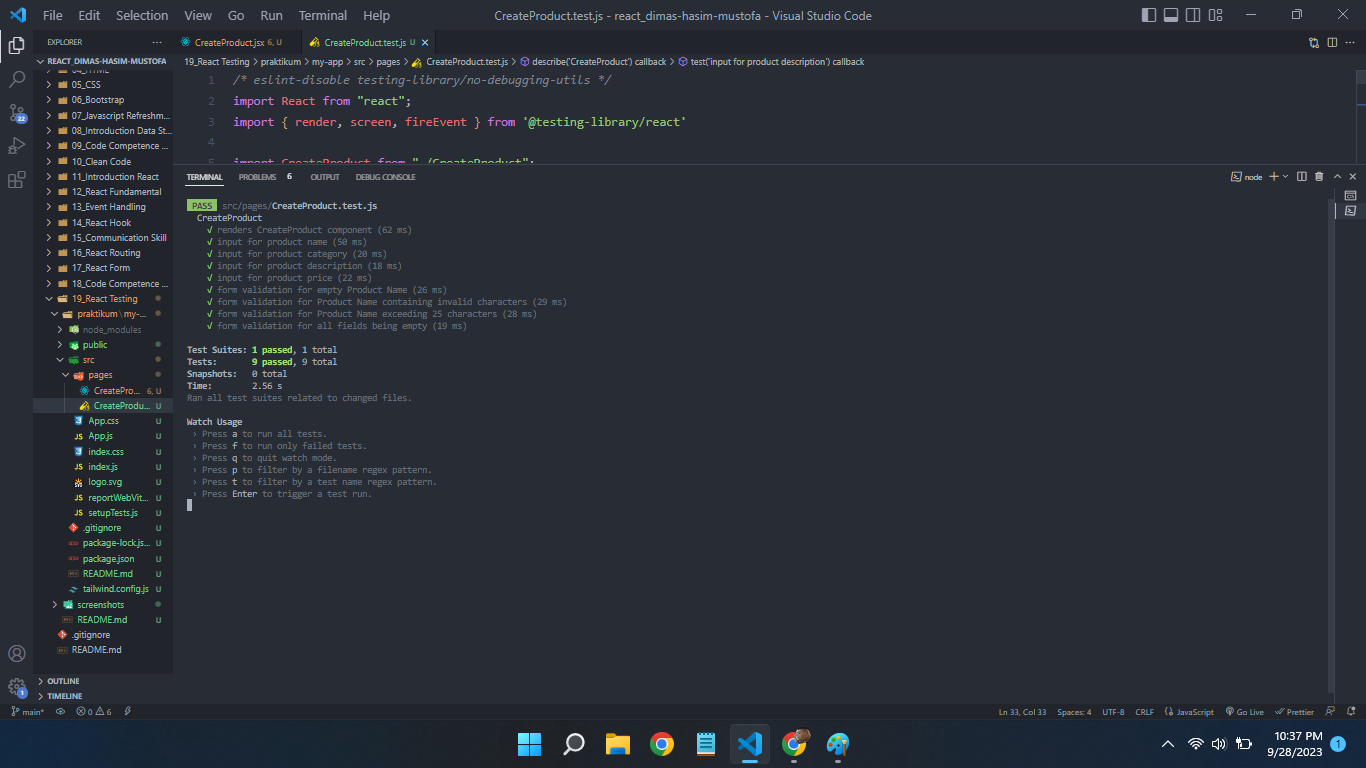 File Edit Selection View Go Run Terminal Help
CreateProduct.test.js - react_dimas-hasim-mustofa - Visual Studio Code
EXPLORER
CreateProduct.jsx 6, U
CreateProduct.test.js U
REACT_DIMAS-HASIM-MUSTOFA
19_React Testing > praktikum > my-app > src > pages > CreateProduct.test.js > describe('CreateProduct') callback > test('input for product description') callback
04_HTML
05_CSS
06_Bootstrap
07_Javascript Refreshm...
08_Introduction Data St...
09_Code Competence ...
10_Clean Code
11_Introduction React
12_React Fundamental
13_Event Handling
14_React Hook
15_Communication Skill
16_React Routing
17_React Form
18_Code Competence ...
19_React Testing
praktikum\my-...
node_modules
public
src
pages
CreatePro... 6, U
CreateProdu... U
App.css U
App.js U
index.css U
index.js U
logo.svg U
reportWebVit... U
setupTests.js U
.gitignore U
package-lock.js... U
package.json U
README.md U
tailwind.config.js U
screenshots
README.md U
.gitignore
README.md
OUTLINE
TIMELINE
22
1
1 /* eslint-disable testing-library/no-debugging-utils */
2 import React from "react";
3 import { render, screen, fireEvent } from '@testing-library/react'
4
5 import CreateProduct from "./CreateProduct";
TERMINAL PROBLEMS 6 OUTPUT DEBUG CONSOLE
node
PASS src/pages/CreateProduct.test.js
CreateProduct
√ renders CreateProduct component (62 ms)
√ input for product name (50 ms)
√ input for product category (20 ms)
√ input for product description (18 ms)
√ input for product price (22 ms)
√ form validation for empty Product Name (26 ms)
√ form validation for Product Name containing invalid characters (29 ms)
√ form validation for Product Name exceeding 25 characters (28 ms)
√ form validation for all fields being empty (19 ms)
Test Suites: 1 passed, 1 total
Tests: 9 passed, 9 total
Snapshots: 0 total
Time: 2.56 s
Ran all test suites related to changed files.
Watch Usage
› Press a to run all tests.
› Press f to run only failed tests.
› Press q to quit watch mode.
› Press p to filter by a filename regex pattern.
› Press t to filter by a test name regex pattern.
› Press Enter to trigger a test run.
main* 0 6
Ln 33, Col 33 Spaces: 4 UTF-8 CRLF JavaScript Go Live Prettier
10:37 PM
9/28/2023
1